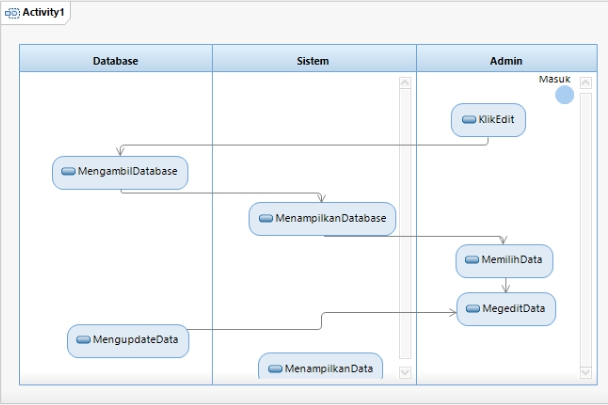 Activity1
Database Sistem Admin
Masuk
KlikEdit
MengambilDatabase
MenampilkanDatabase
MemilihData
MegeditData
MengupdateData
MenampilkanData